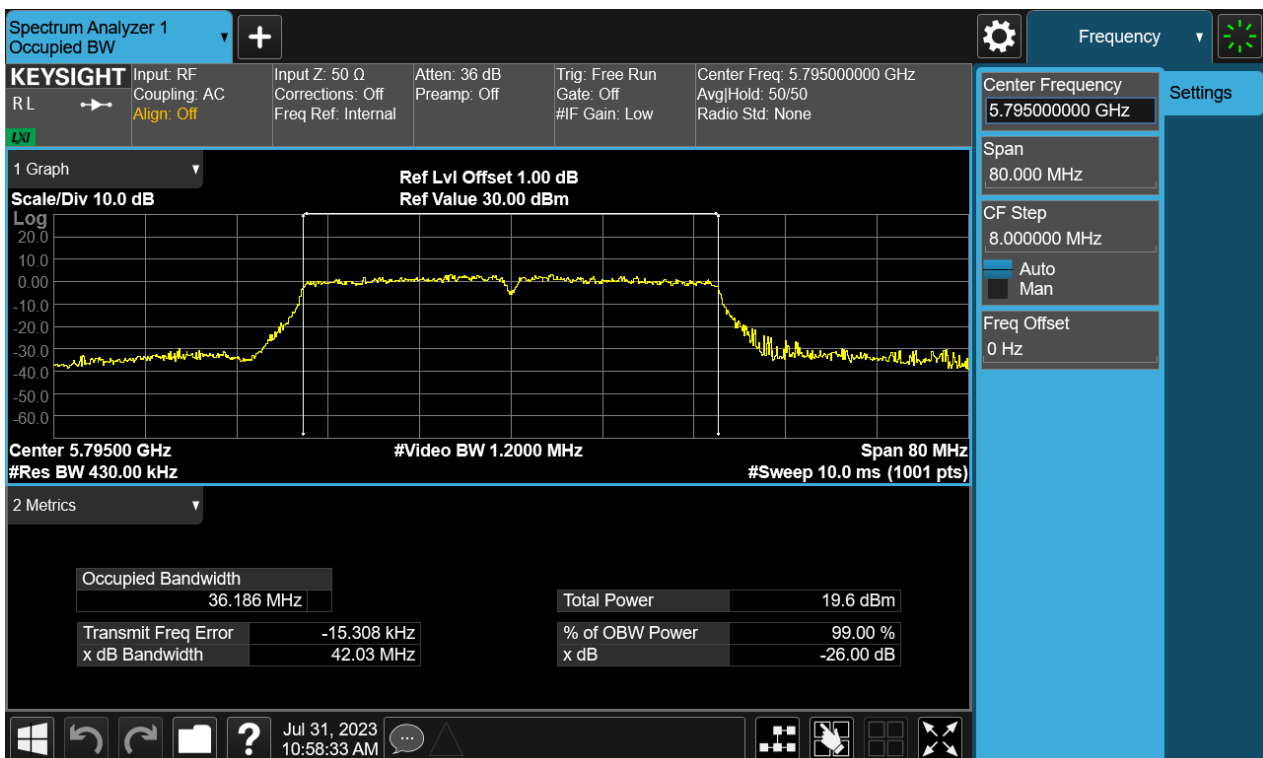 Spectrum Analyzer 1
Occupied BW
+
Frequency
KEYSIGHT
R L
LXI
Input: RF
Coupling: AC
Align: Off
Input Z: 50 Ω
Corrections: Off
Freq Ref: Internal
Atten: 36 dB
Preamp: Off
Trig: Free Run
Gate: Off
#IF Gain: Low
Center Freq: 5.795000000 GHz
Avg|Hold: 50/50
Radio Std: None
Center Frequency
5.795000000 GHz
Settings
Span
80.000 MHz
CF Step
8.000000 MHz
Auto
Man
Freq Offset
0 Hz
1 Graph
Ref Lvl Offset 1.00 dB
Scale/Div 10.0 dB
Ref Value 30.00 dBm
Log
20.0
10.0
0.00
-10.0
-20.0
-30.0
-40.0
-50.0
-60.0
Center 5.79500 GHz
#Video BW 1.2000 MHz
Span 80 MHz
#Res BW 430.00 kHz
#Sweep 10.0 ms (1001 pts)
2 Metrics
Occupied Bandwidth
36.186 MHz
Total Power 19.6 dBm
Transmit Freq Error -15.308 kHz
% of OBW Power 99.00 %
x dB Bandwidth 42.03 MHz
x dB -26.00 dB
?
Jul 31, 2023
10:58:33 AM